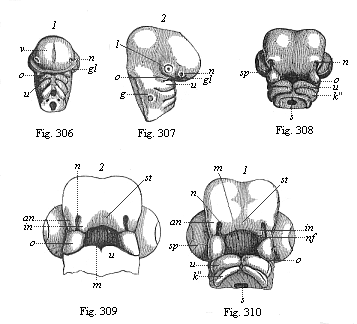 1
2
v
n
gl
o
u
Fig. 306
l
o
n
gl
u
g
Fig. 307
sp
n
o
u
k"
s
Fig. 308
2
n
st
an
in
o
u
m
Fig. 309
1
m
st
n
an
in
sp
nf
u
o
k"
s
Fig. 310